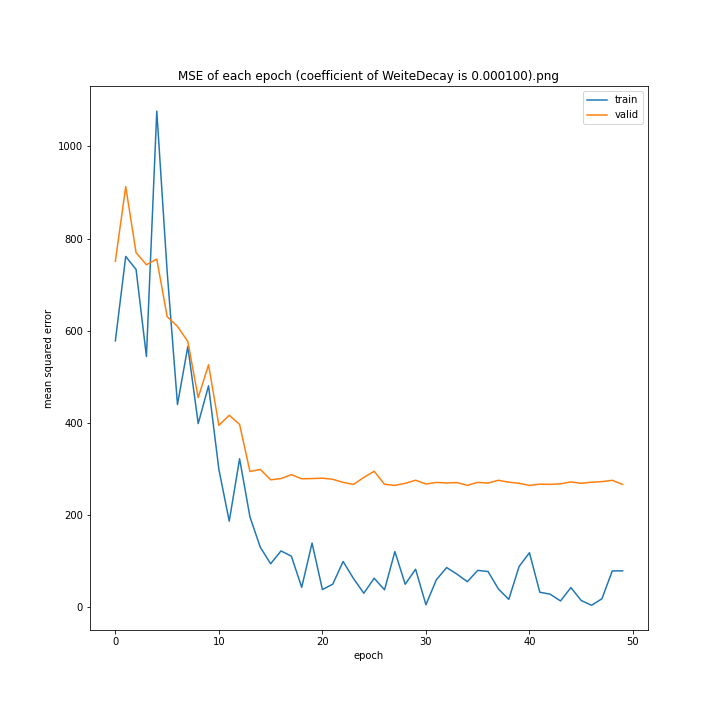 MSE of each epoch (coefficient of WeiteDecay is 0.000100).png
train
valid
1000
800
600
400
200
0
mean squared error
0 10 20 30 40 50
epoch